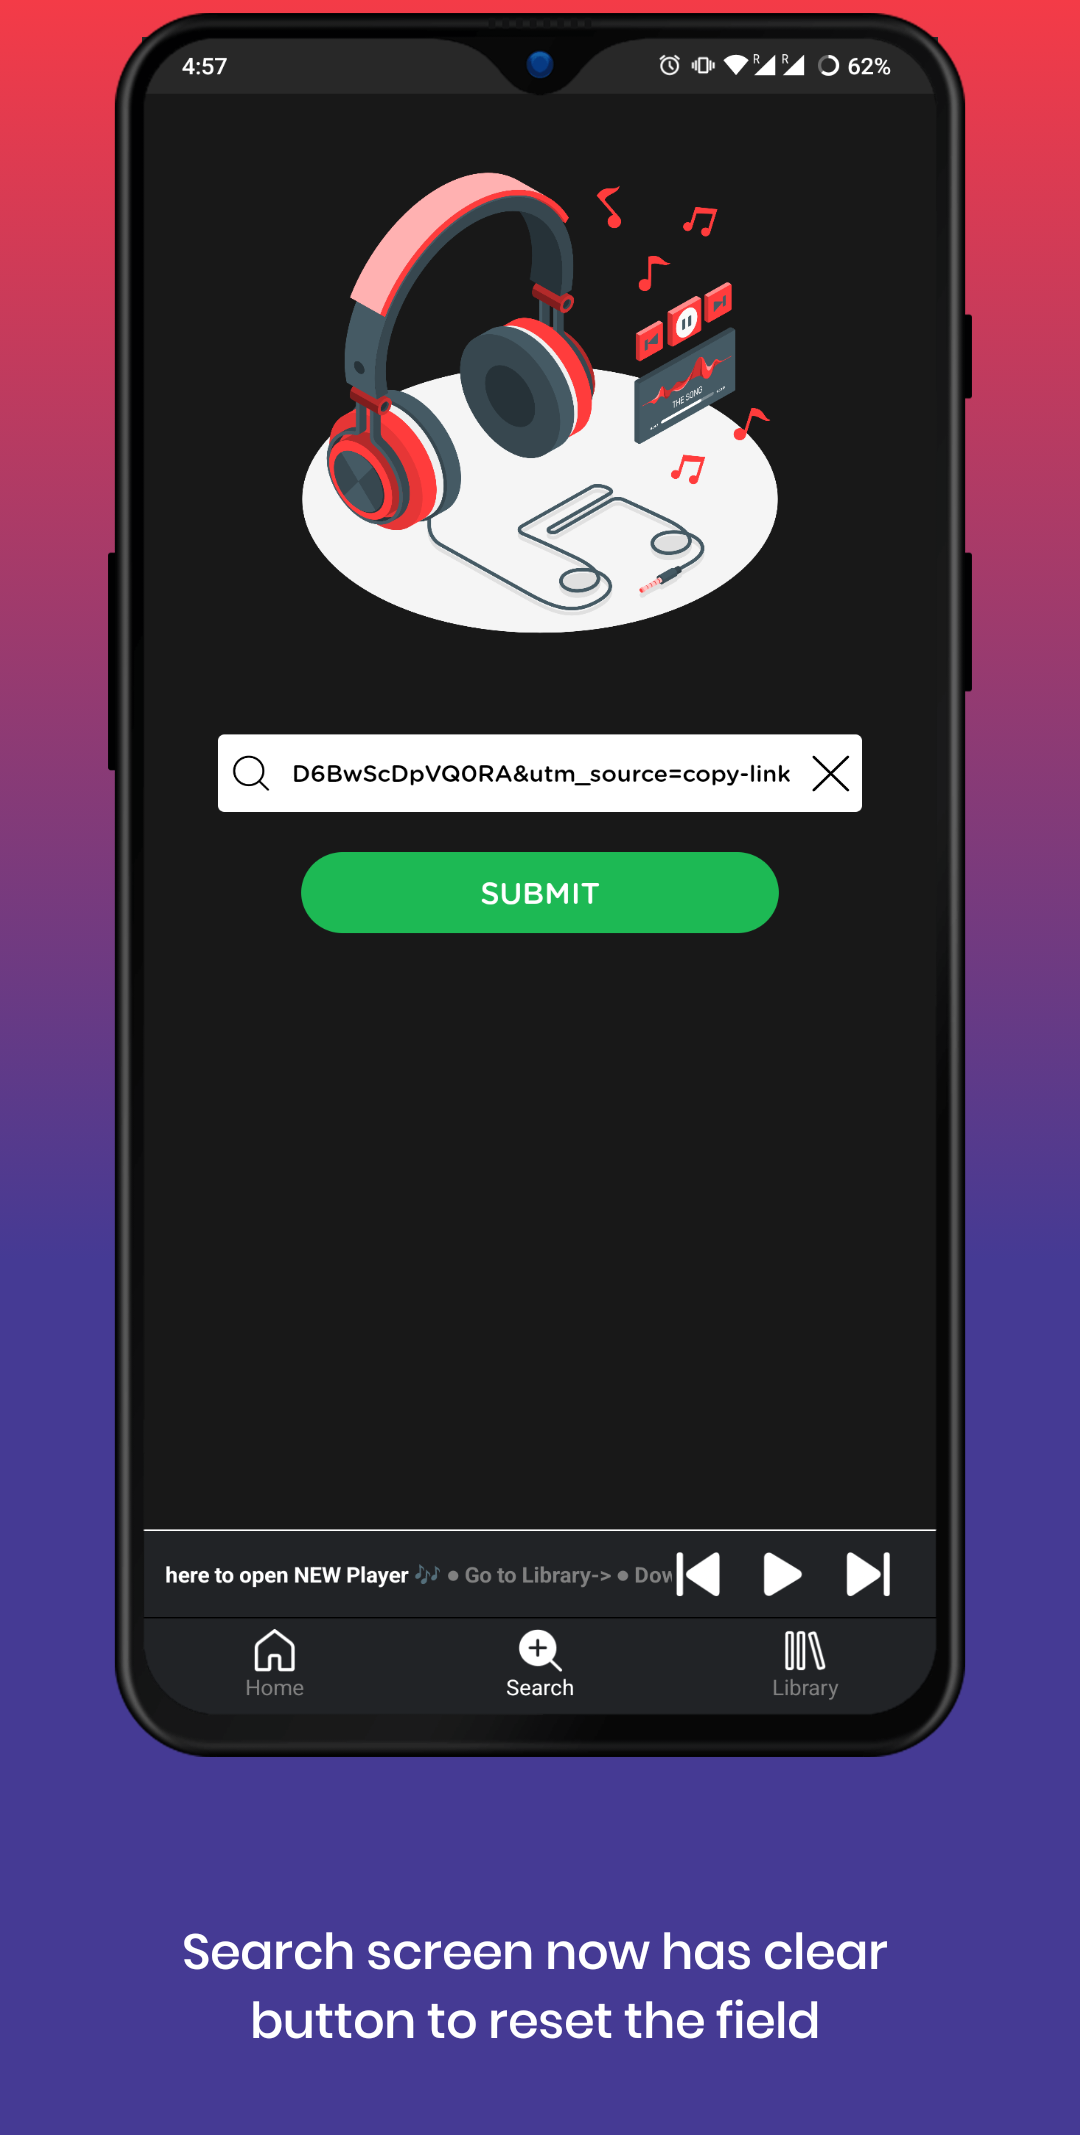 4:57
R R 62%
THE SONG
D6BwScDpVQ0RA&utm_source=copy-link
SUBMIT
here to open NEW Player 🎶 ● Go to Library-> ● Dow
Home
Search
Library
Search screen now has clear
button to reset the field